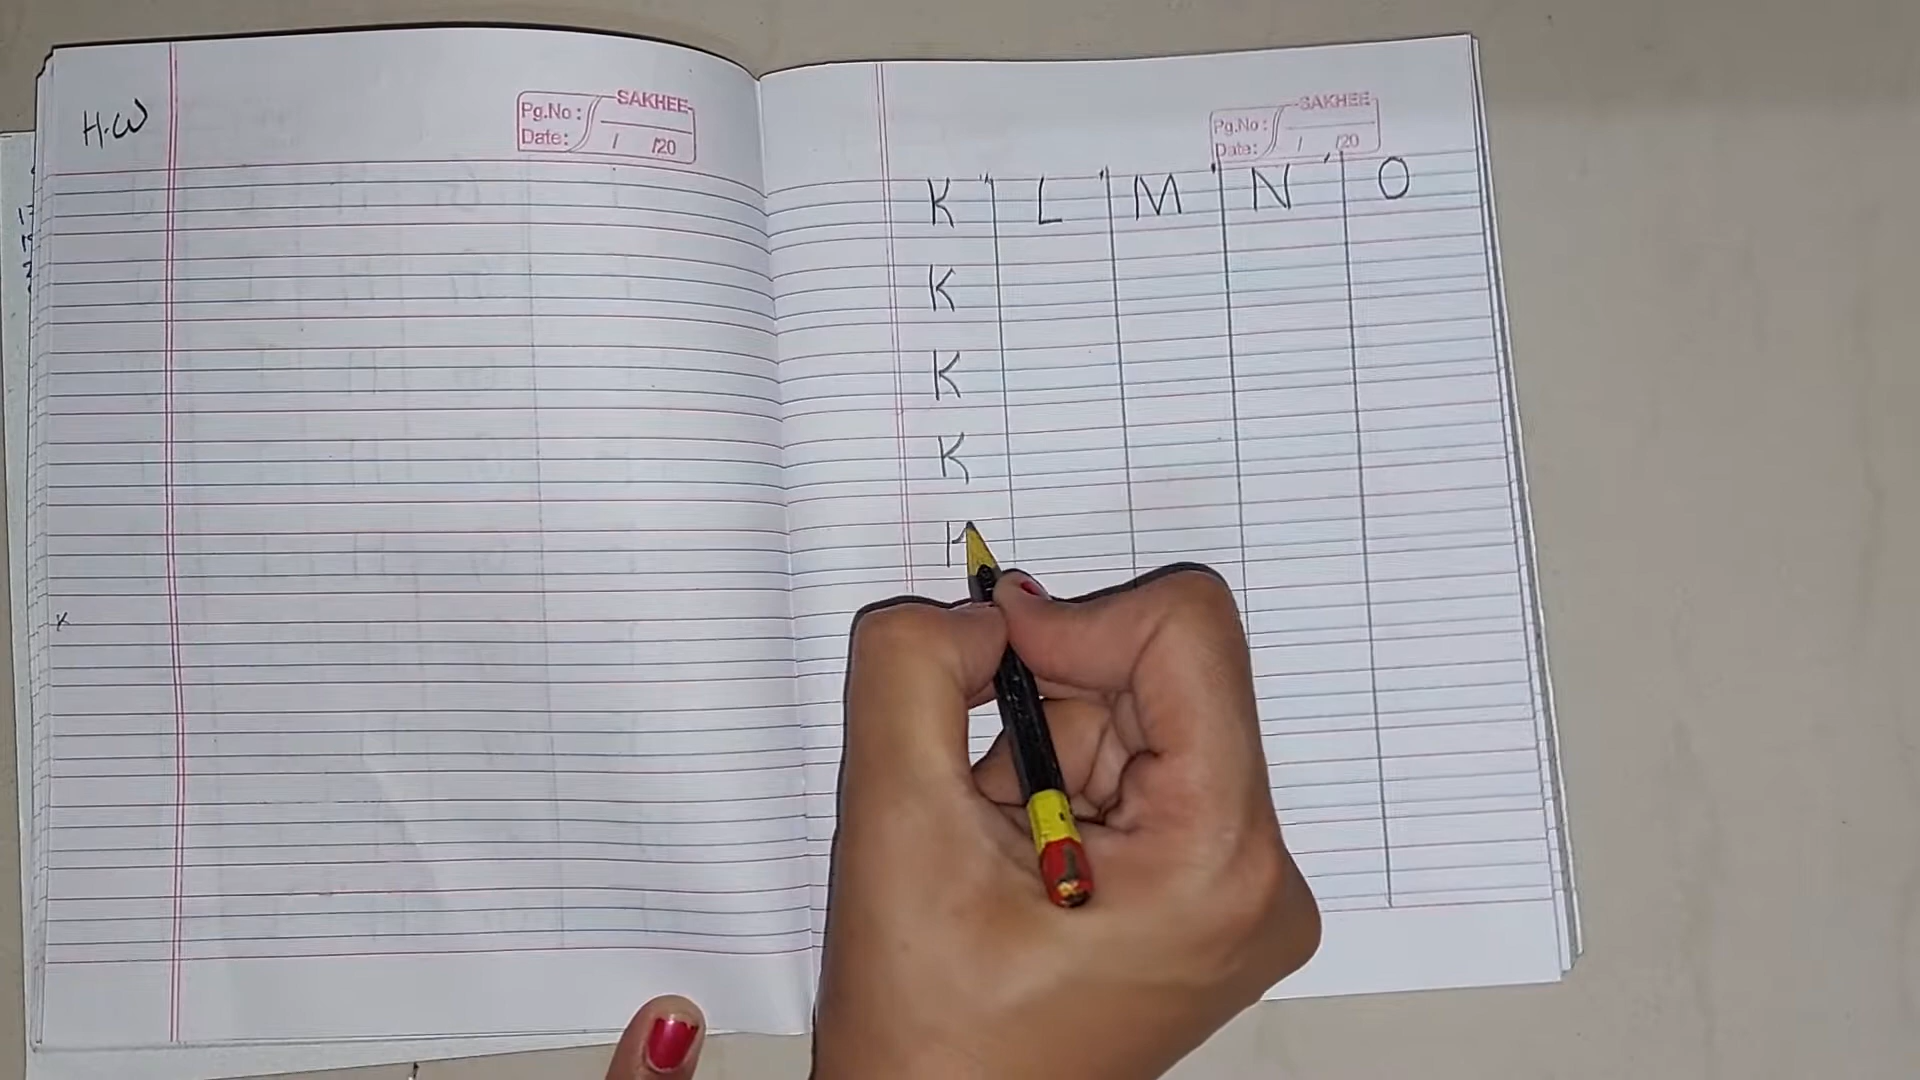 H.W
SAKHEE
Pg.No:
Date: / /20
K
SAKHEE
Pg.No:
Date: / /20
K L M N O
K
K
K